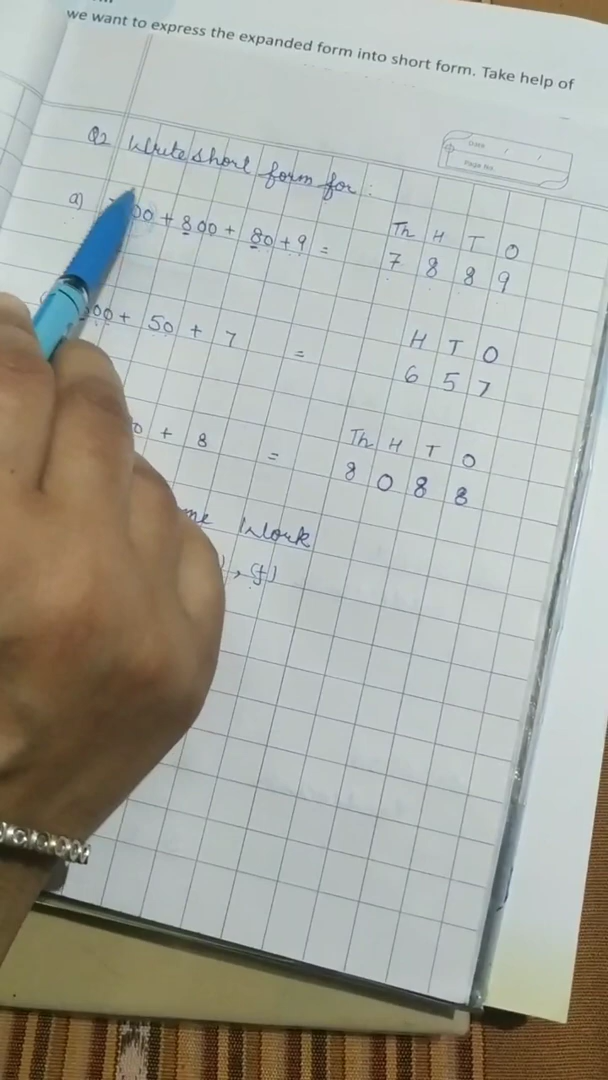 we want to express the expanded form into short form. Take help of
Date
Page No.
Q2 Write short form for:
a) 00 + 800 + 80 + 9 =
Th H T O
7 8 8 9
00 + 50 + 7 =
H T O
6 5 7
+ 8 =
Th H T O
8 0 8 8
Work
, (f)